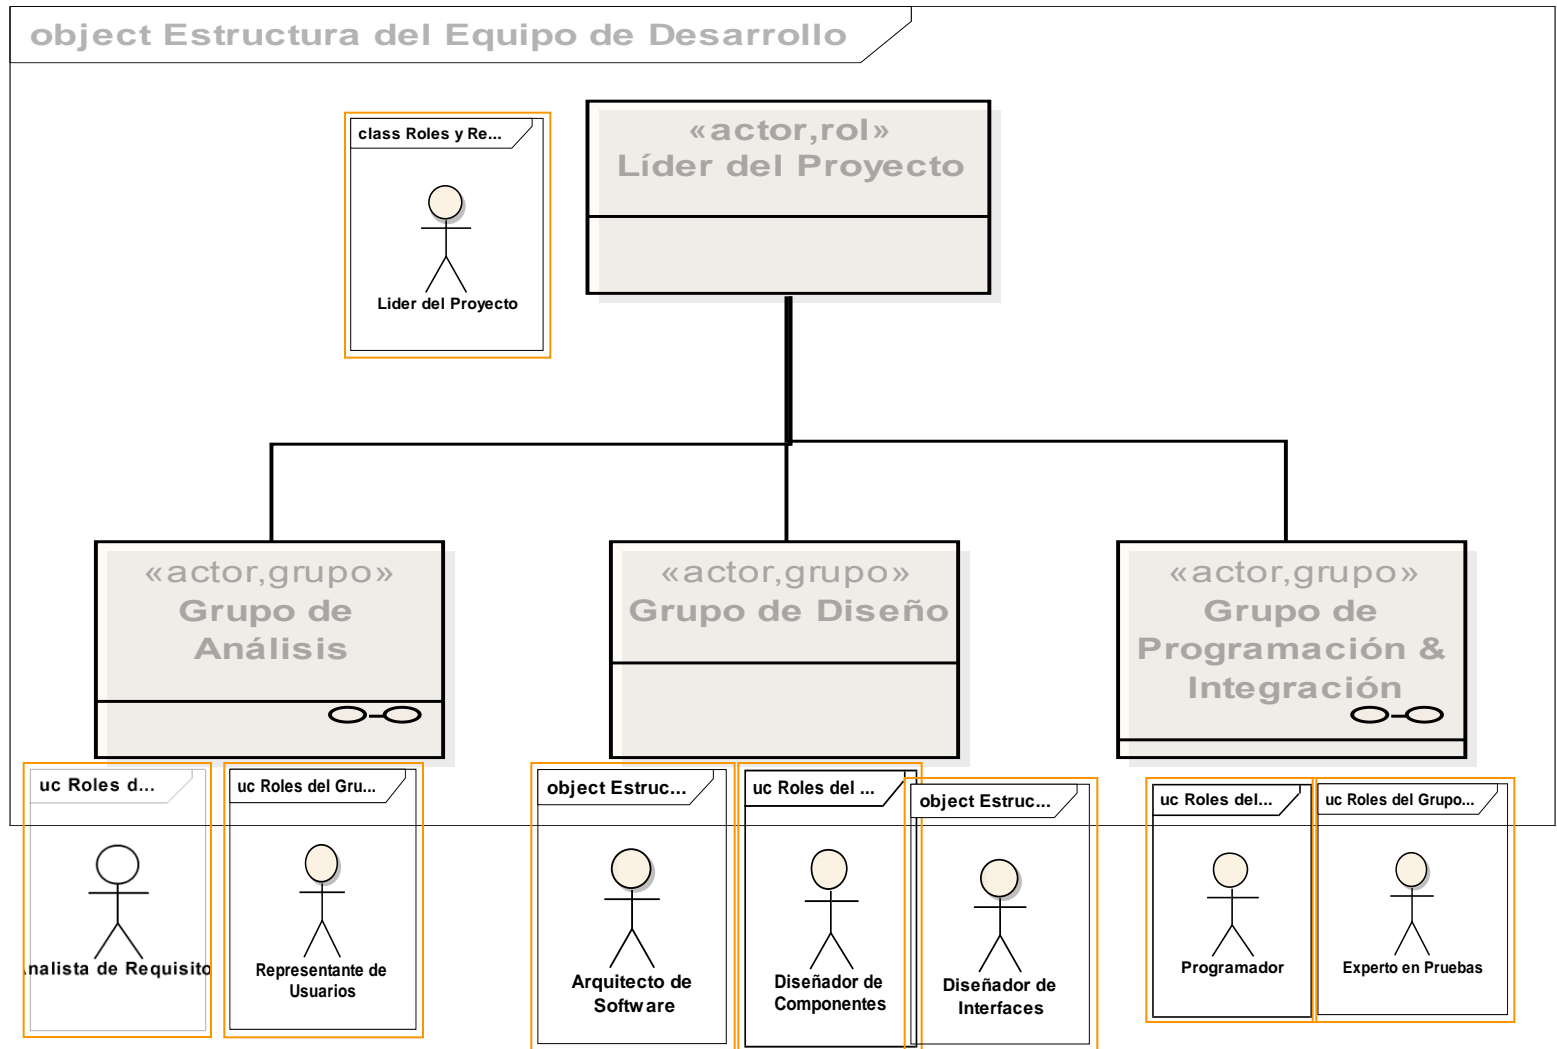 object Estructura del Equipo de Desarrollo
class Roles y Re...
Lider del Proyecto
«actor,rol»
Líder del Proyecto
«actor,grupo»
Grupo de
Análisis
«actor,grupo»
Grupo de Diseño
«actor,grupo»
Grupo de
Programación &
Integración
uc Roles d...
nalista de Requisito
uc Roles del Gru...
Representante de
Usuarios
object Estruc...
Arquitecto de
Software
uc Roles del ...
Diseñador de
Componentes
object Estruc...
Diseñador de
Interfaces
uc Roles del...
Programador
uc Roles del Grupo...
Experto en Pruebas